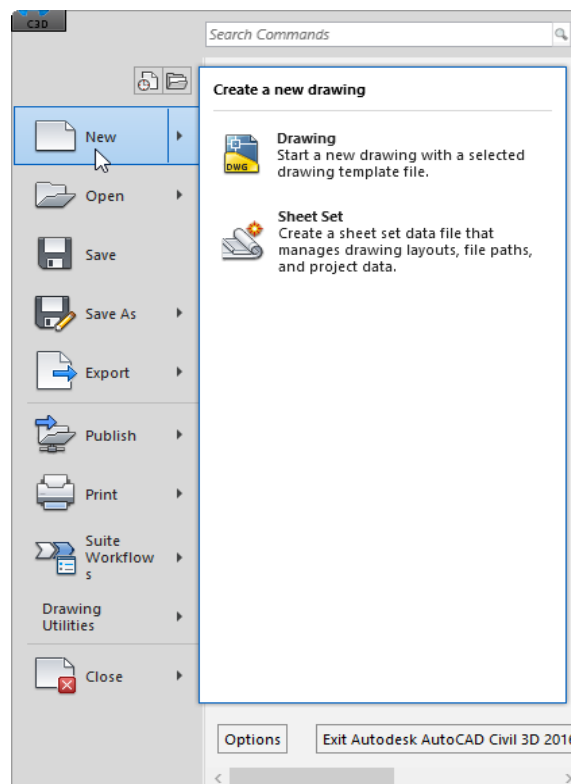 C3D
Search Commands
Create a new drawing
New
Drawing
Start a new drawing with a selected
drawing template file.
DWG
Open
Sheet Set
Create a sheet set data file that
manages drawing layouts, file paths,
and project data.
Save
Save As
Export
Publish
Print
Suite
Workflow
s
Drawing
Utilities
Close
Options
Exit Autodesk AutoCAD Civil 3D 2016